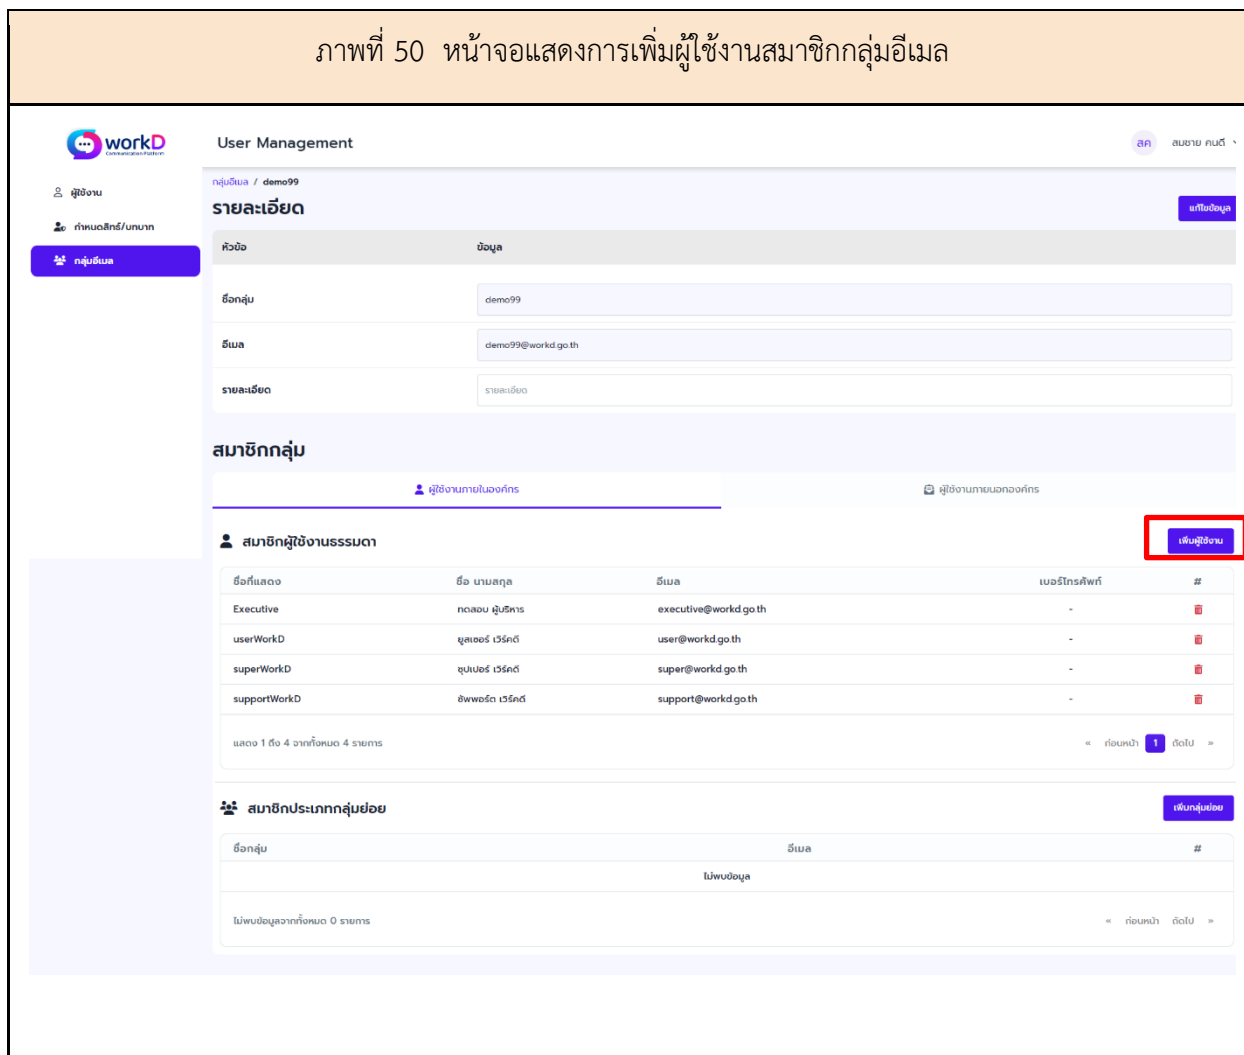 ภาพที่ 50 หน้าจอแสดงการเพิ่มผู้ใช้งานสมาชิกกลุ่มอีเมล
workD
Communication Platform
User Management
สค สมชาย คนดี
ผู้ใช้งาน
กำหนดสิทธ์/บทบาท
กลุ่มอีเมล
กลุ่มอีเมล / demo99
รายละเอียด
แก้ไขข้อมูล
หัวข้อ ข้อมูล
ชื่อกลุ่ม demo99
อีเมล demo99@workd.go.th
รายละเอียด รายละเอียด
สมาชิกกลุ่ม
ผู้ใช้งานภายในองค์กร ผู้ใช้งานภายนอกองค์กร
สมาชิกผู้ใช้งานธรรมดา เพิ่มผู้ใช้งาน
ชื่อที่แสดง ชื่อ นามสกุล อีเมล เบอร์โทรศัพท์ #
Executive ทดสอบ ผู้บริหาร executive@workd.go.th -
userWorkD ยูสเซอร์ เวิร์คดี user@workd.go.th -
superWorkD ซุปเปอร์ เวิร์คดี super@workd.go.th -
supportWorkD ซัพพอร์ต เวิร์คดี support@workd.go.th -
แสดง 1 ถึง 4 จากทั้งหมด 4 รายการ « ก่อนหน้า 1 ถัดไป »
สมาชิกประเภทกลุ่มย่อย เพิ่มกลุ่มย่อย
ชื่อกลุ่ม อีเมล #
ไม่พบข้อมูล
ไม่พบข้อมูลจากทั้งหมด 0 รายการ « ก่อนหน้า ถัดไป »